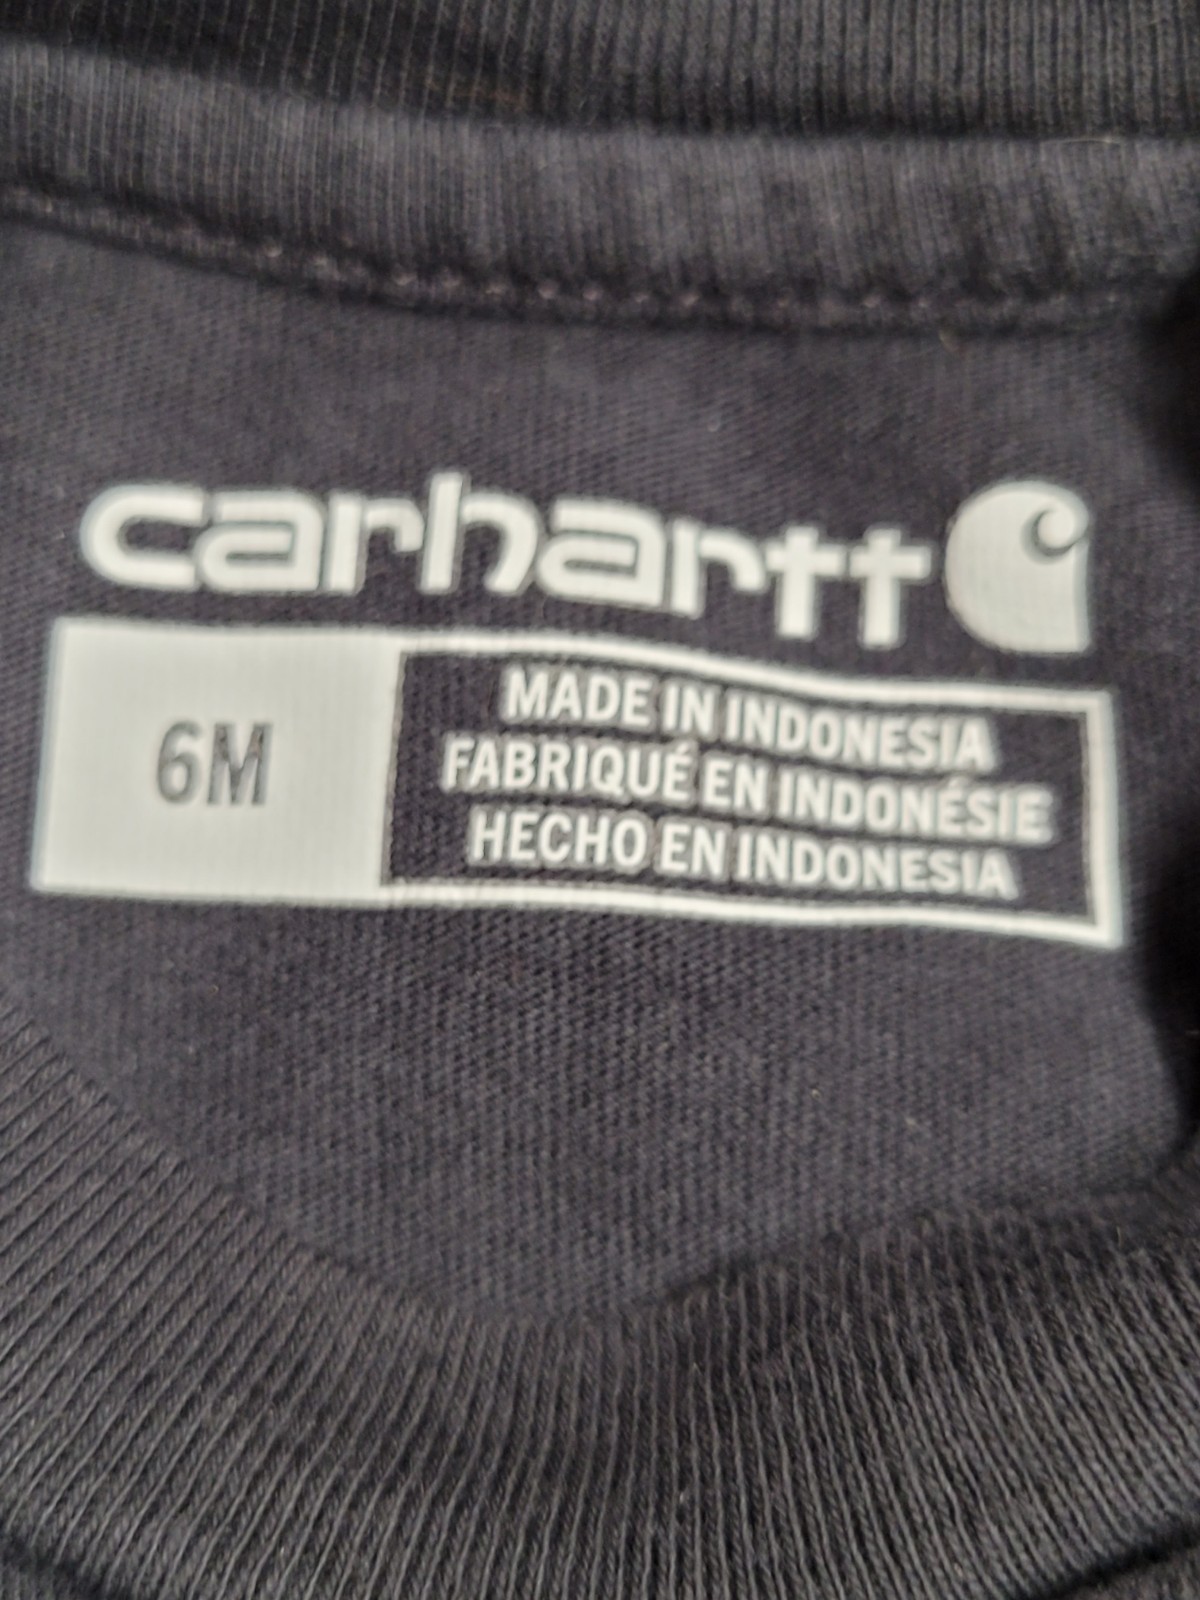 carhartt
6M
MADE IN INDONESIA
FABRIQUÉ EN INDONÉSIE
HECHO EN INDONESIA